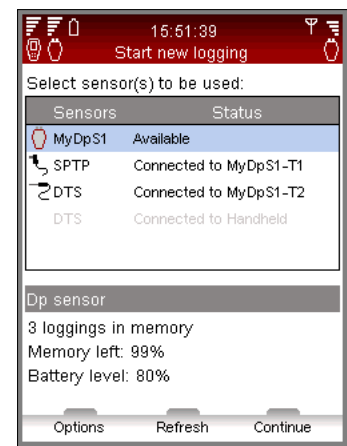 15:51:39
Start new logging
Select sensor(s) to be used:
Sensors Status
MyDpS1 Available
SPTP Connected to MyDpS1-T1
DTS Connected to MyDpS1-T2
DTS Connected to Handheld
Dp sensor
3 loggings in memory
Memory left: 99%
Battery level: 80%
Options Refresh Continue